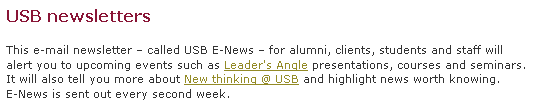 USB newsletters
This e-mail newsletter – called USB E-News – for alumni, clients, students and staff will
alert you to upcoming events such as Leader's Angle presentations, courses and seminars.
It will also tell you more about New thinking @ USB and highlight news worth knowing.
E-News is sent out every second week.